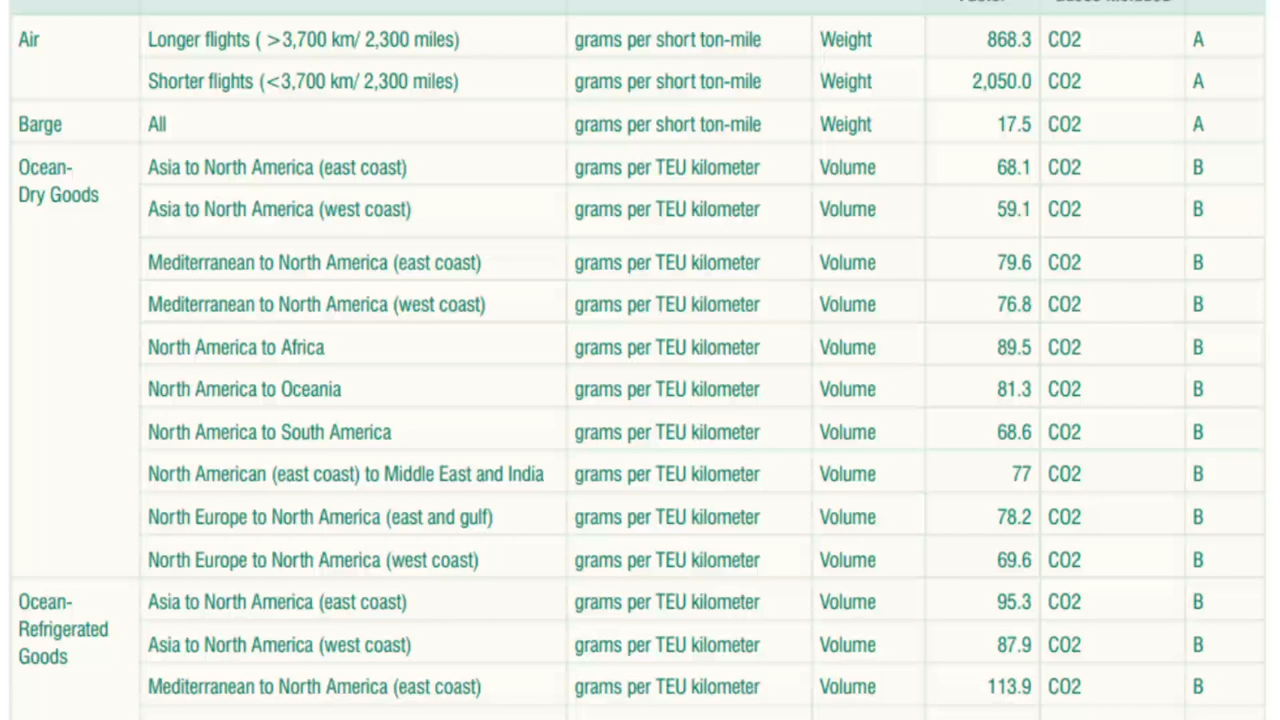 Air Longer flights ( >3,700 km/ 2,300 miles) grams per short ton-mile Weight 868.3 CO2 A
Shorter flights (<3,700 km/ 2,300 miles) grams per short ton-mile Weight 2,050.0 CO2 A
Barge All grams per short ton-mile Weight 17.5 CO2 A
Ocean- Asia to North America (east coast) grams per TEU kilometer Volume 68.1 CO2 B
Dry Goods
Asia to North America (west coast) grams per TEU kilometer Volume 59.1 CO2 B
Mediterranean to North America (east coast) grams per TEU kilometer Volume 79.6 CO2 B
Mediterranean to North America (west coast) grams per TEU kilometer Volume 76.8 CO2 B
North America to Africa grams per TEU kilometer Volume 89.5 CO2 B
North America to Oceania grams per TEU kilometer Volume 81.3 CO2 B
North America to South America grams per TEU kilometer Volume 68.6 CO2 B
North American (east coast) to Middle East and India grams per TEU kilometer Volume 77 CO2 B
North Europe to North America (east and gulf) grams per TEU kilometer Volume 78.2 CO2 B
North Europe to North America (west coast) grams per TEU kilometer Volume 69.6 CO2 B
Ocean- Asia to North America (east coast) grams per TEU kilometer Volume 95.3 CO2 B
Refrigerated
Goods Asia to North America (west coast) grams per TEU kilometer Volume 87.9 CO2 B
Mediterranean to North America (east coast) grams per TEU kilometer Volume 113.9 CO2 B